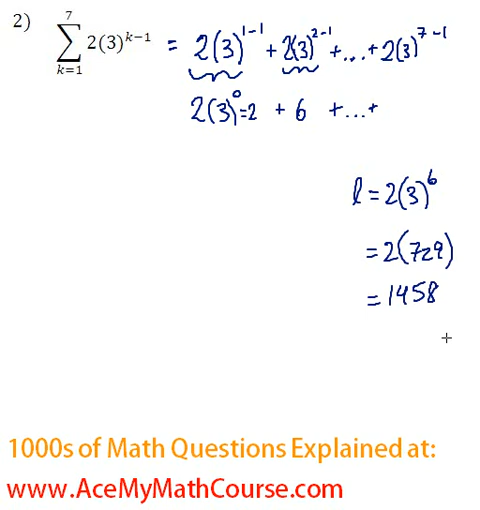 2) 7 ∑ k=1 2(3)^{k−1} = 2(3)^{1-1} + 2(3)^{2-1} + ... + 2(3)^{7-1}
2(3)^0 = 2 + 6 + ... +
l = 2(3)^6
= 2(729)
= 1458
1000s of Math Questions Explained at:
www.AceMyMathCourse.com